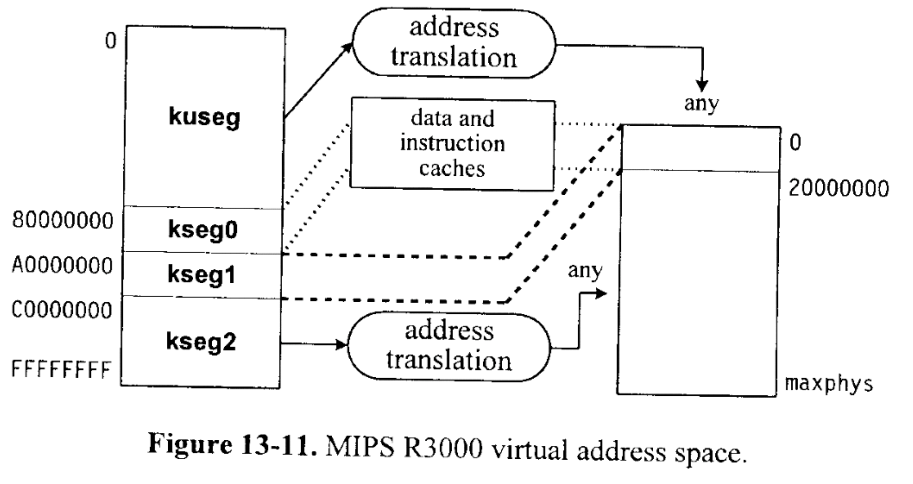 0
kuseg
80000000
kseg0
A0000000
kseg1
C0000000
kseg2
FFFFFFFF
address
translation
data and
instruction
caches
any
address
translation
any
0
20000000
maxphys
Figure 13-11. MIPS R3000 virtual address space.